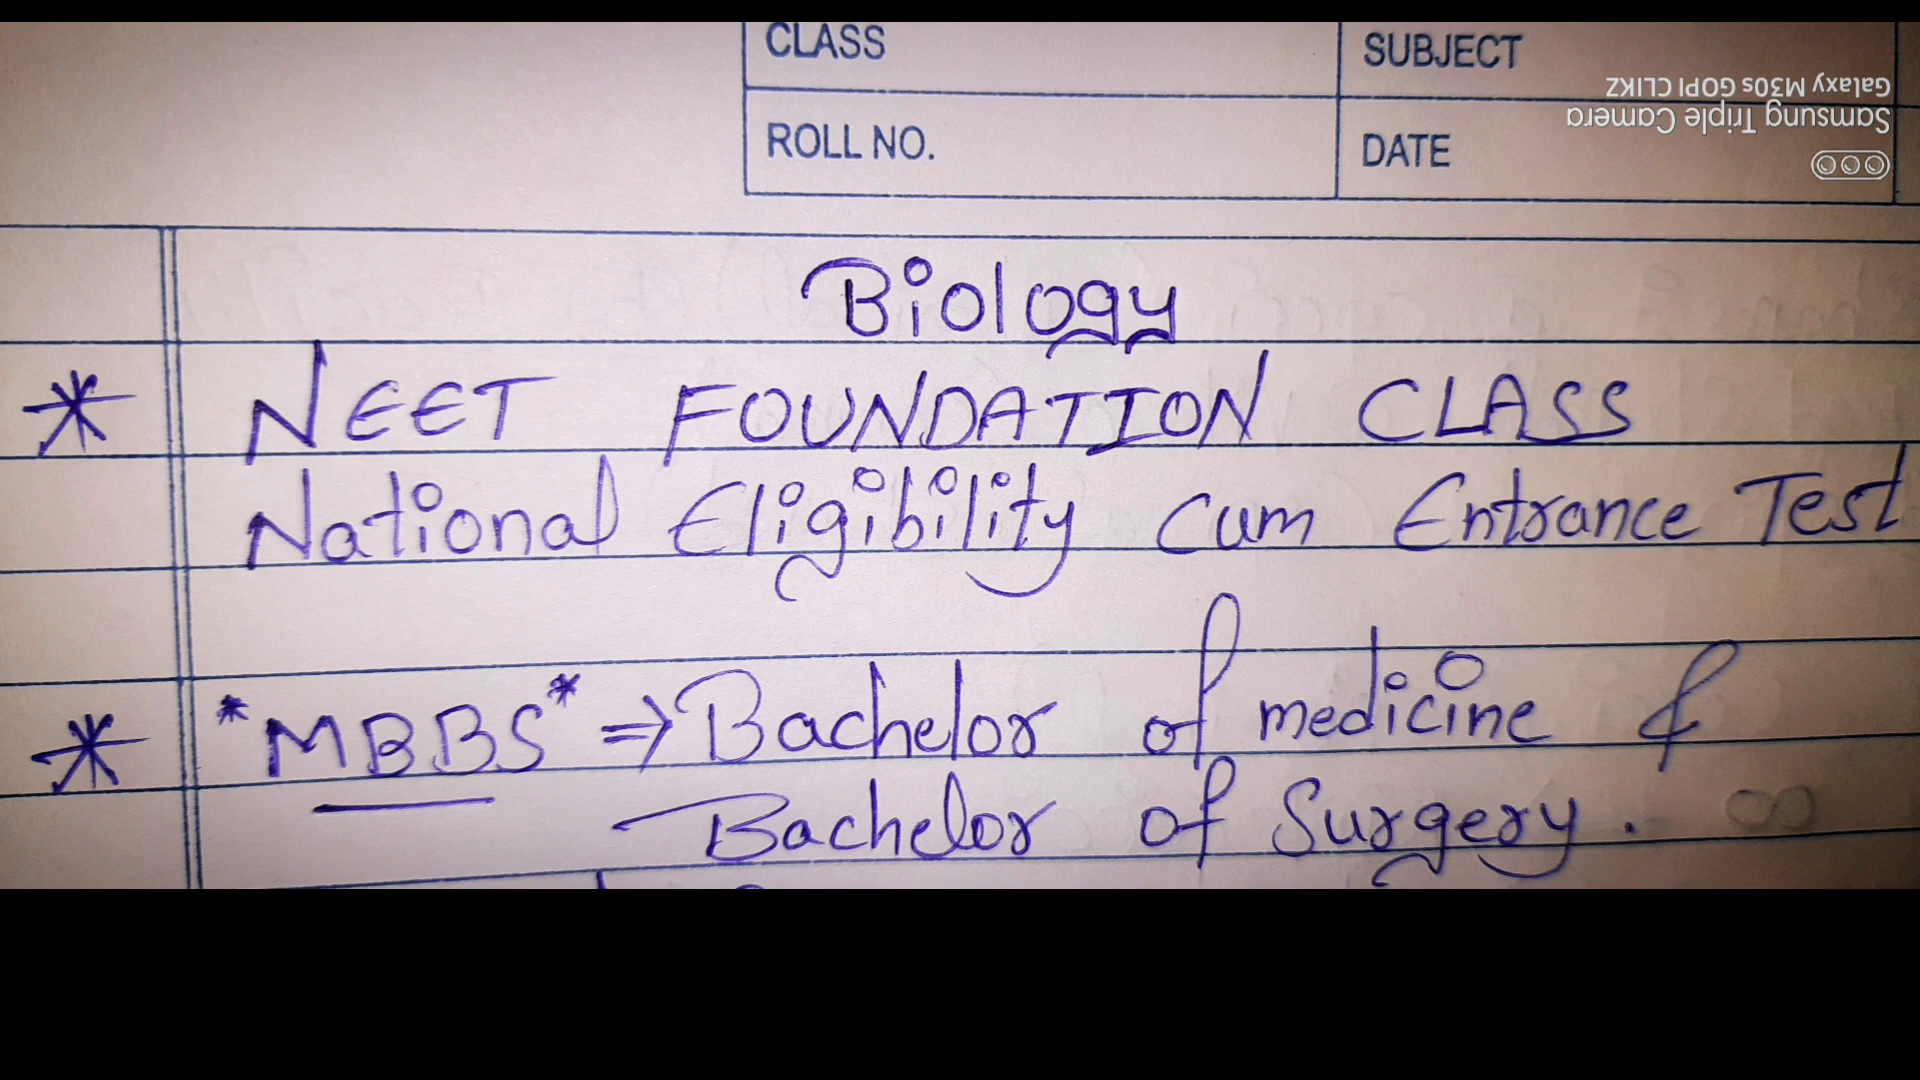 CLASS SUBJECT
ROLL NO. DATE
Samsung Triple Camera
Galaxy M30s GOPI CLIKZ
Biology
* NEET FOUNDATION CLASS
National Eligibility cum Entrance Test
* *MBBS* ⇒ Bachelor of medicine &
Bachelor of Surgery.